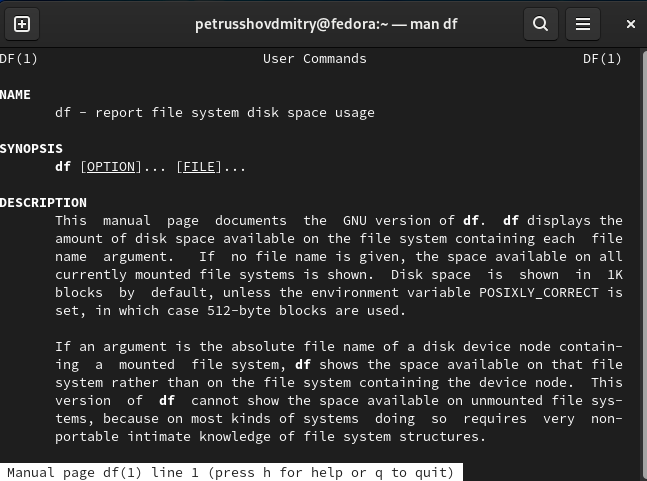 petrusshovdmitry@fedora:~ — man df
DF(1) User Commands DF(1)
NAME
df - report file system disk space usage
SYNOPSIS
df [OPTION]... [FILE]...
DESCRIPTION
This manual page documents the GNU version of df. df displays the
amount of disk space available on the file system containing each file
name argument. If no file name is given, the space available on all
currently mounted file systems is shown. Disk space is shown in 1K
blocks by default, unless the environment variable POSIXLY_CORRECT is
set, in which case 512-byte blocks are used.
If an argument is the absolute file name of a disk device node contain‐
ing a mounted file system, df shows the space available on that file
system rather than on the file system containing the device node. This
version of df cannot show the space available on unmounted file sys‐
tems, because on most kinds of systems doing so requires very non‐
portable intimate knowledge of file system structures.
Manual page df(1) line 1 (press h for help or q to quit)